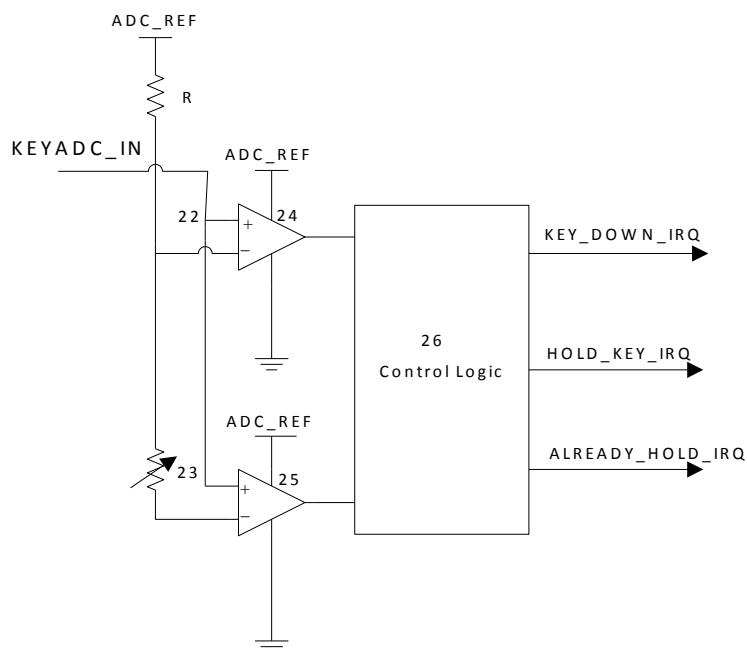 ADC_REF
R
KEYADC_IN
ADC_REF
22
+
24
−
KEY_DOWN_IRQ
26
Control Logic
HOLD_KEY_IRQ
ADC_REF
ALREADY_HOLD_IRQ
23
25
+
−